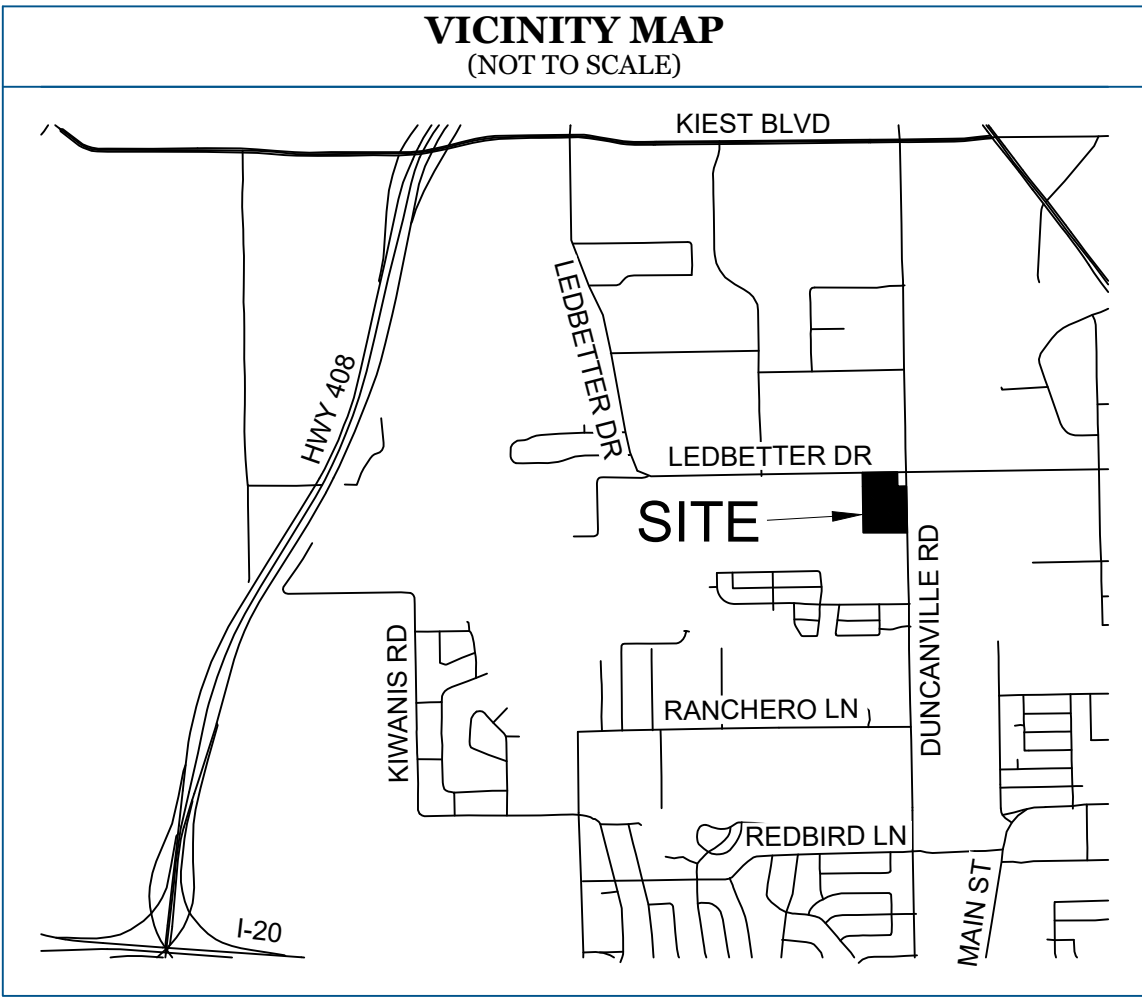 VICINITY MAP
(NOT TO SCALE)
KIEST BLVD
LEDBETTER DR
HWY 408
LEDBETTER DR
SITE
DUNCANVILLE RD
KIWANIS RD
RANCHERO LN
REDBIRD LN
MAIN ST
I-20